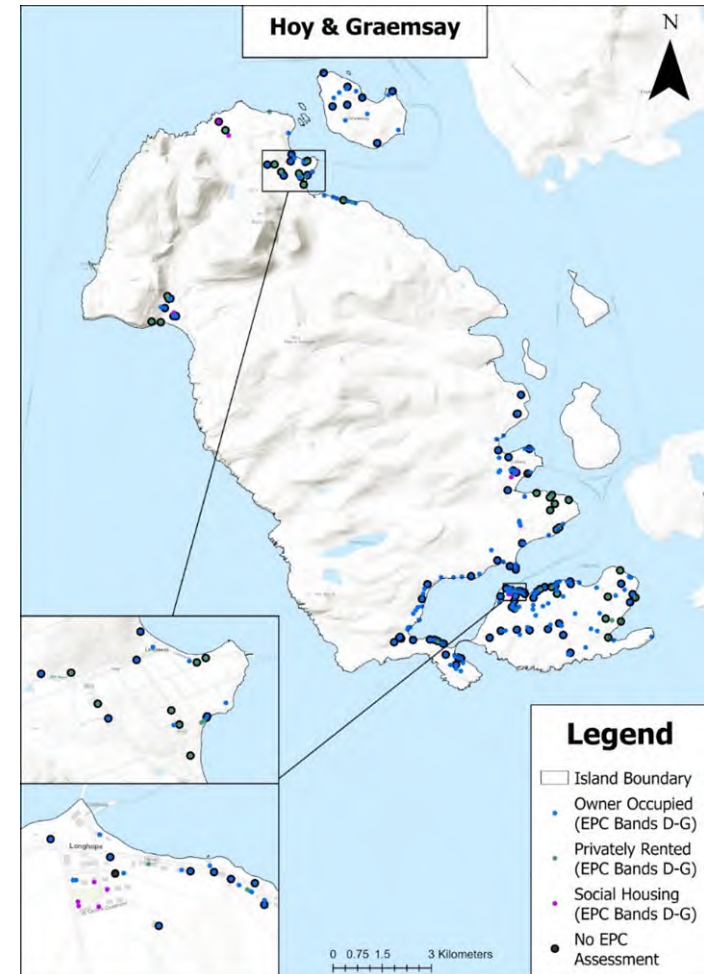 Hoy & Graemsay
N
Longhope
Legend
Island Boundary
Owner Occupied
(EPC Bands D-G)
Privately Rented
(EPC Bands D-G)
Social Housing
(EPC Bands D-G)
No EPC
Assessment
0 0.75 1.5 3 Kilometers